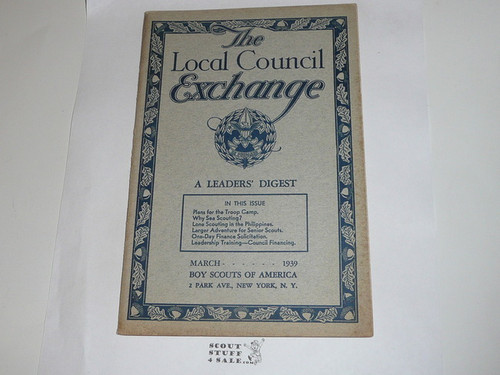 The
Local Council
Exchange
A LEADERS' DIGEST
IN THIS ISSUE
Plans for the Troop Camp.
Why Sea Scouting?
Lone Scouting in the Philippines.
Larger Adventure for Senior Scouts.
One-Day Finance Solicitation.
Leadership Training—Council Financing.
MARCH - - - - - - 1939
BOY SCOUTS OF AMERICA
2 PARK AVE., NEW YORK, N. Y.
SCOUT
STUFF
4 SALE.com